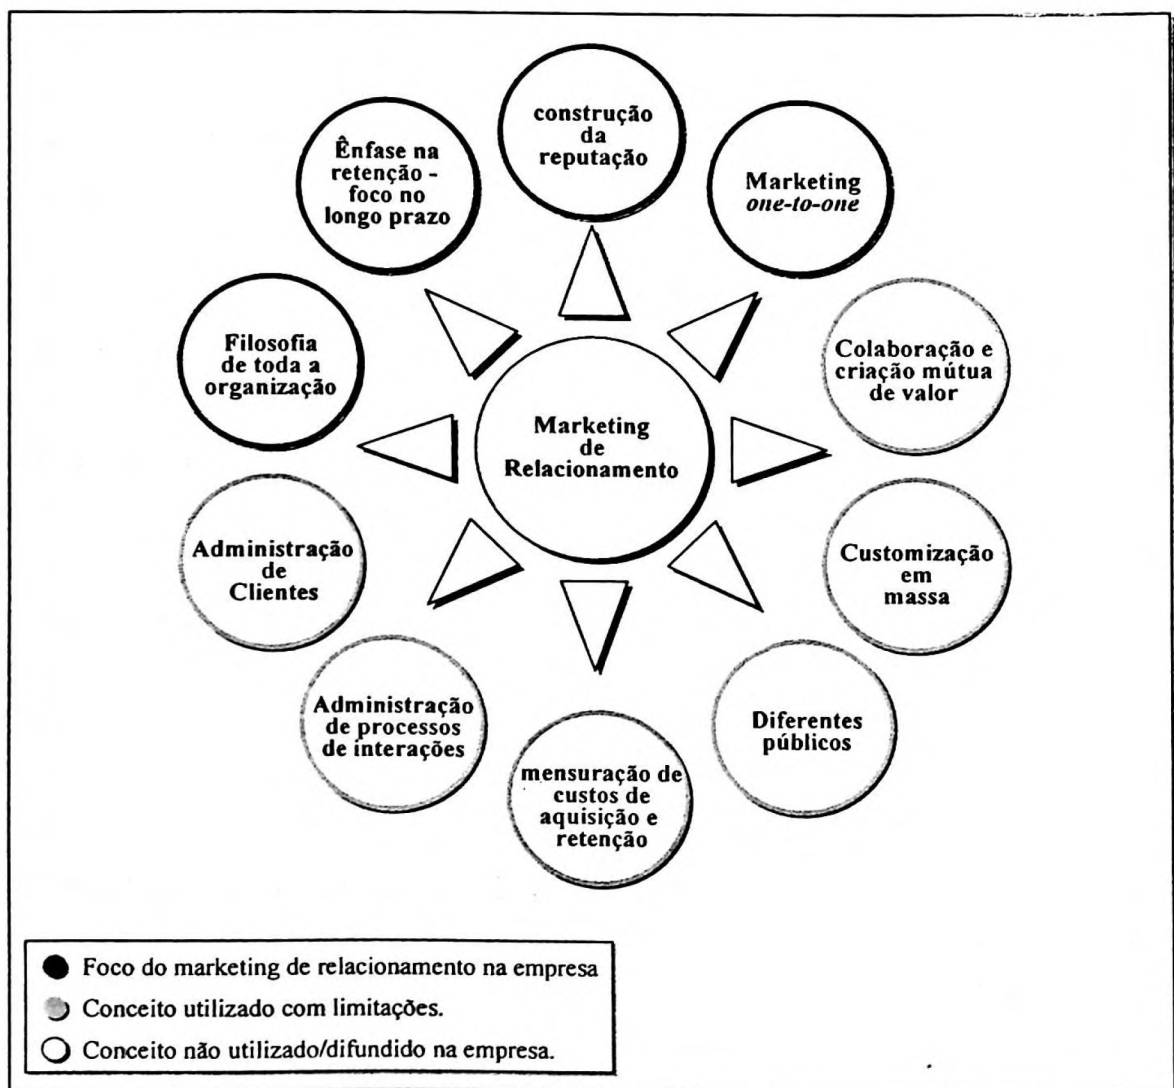 construção
da
reputação
Ênfase na
retenção -
foco no
longo prazo
Marketing
one-to-one
Filosofia
de toda a
organização
Colaboração e
criação mútua
de valor
Marketing
de
Relacionamento
Administração
de
Clientes
Customização
em
massa
Administração
de processos
de interações
Diferentes
públicos
mensuração de
custos de
aquisição e
retenção
Foco do marketing de relacionamento na empresa
Conceito utilizado com limitações.
Conceito não utilizado/difundido na empresa.